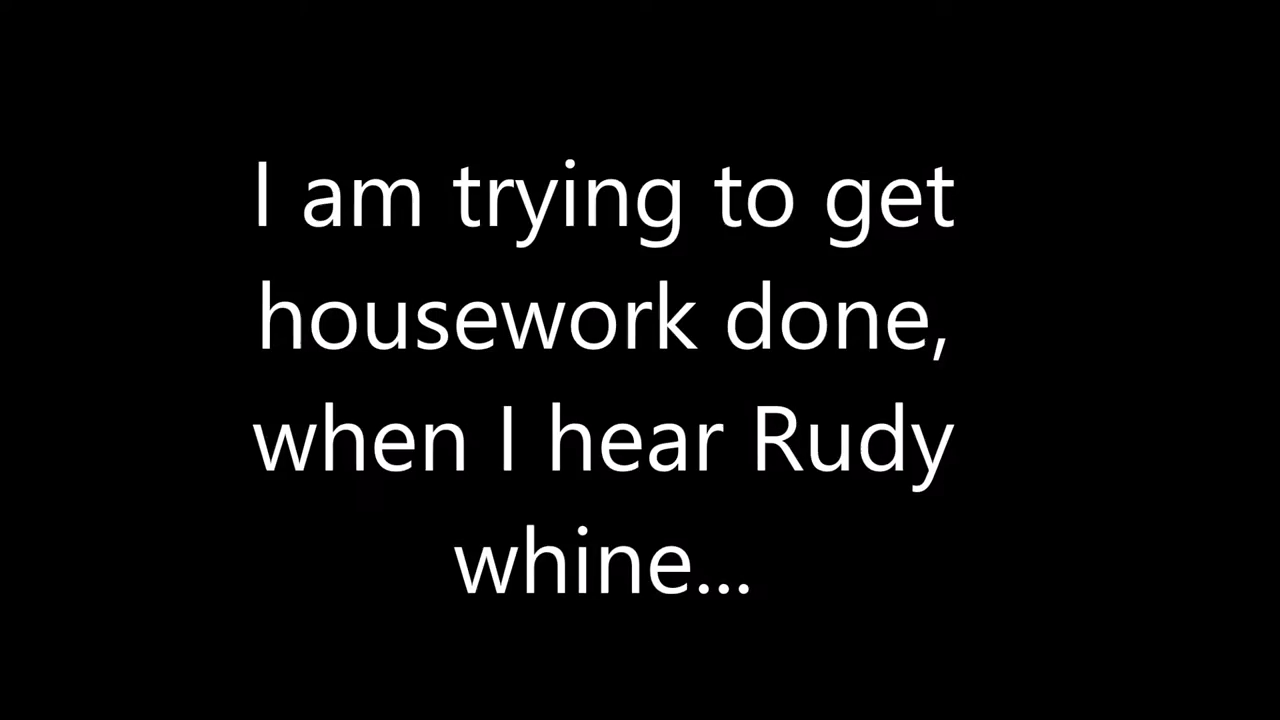 I am trying to get
housework done,
when I hear Rudy
whine...